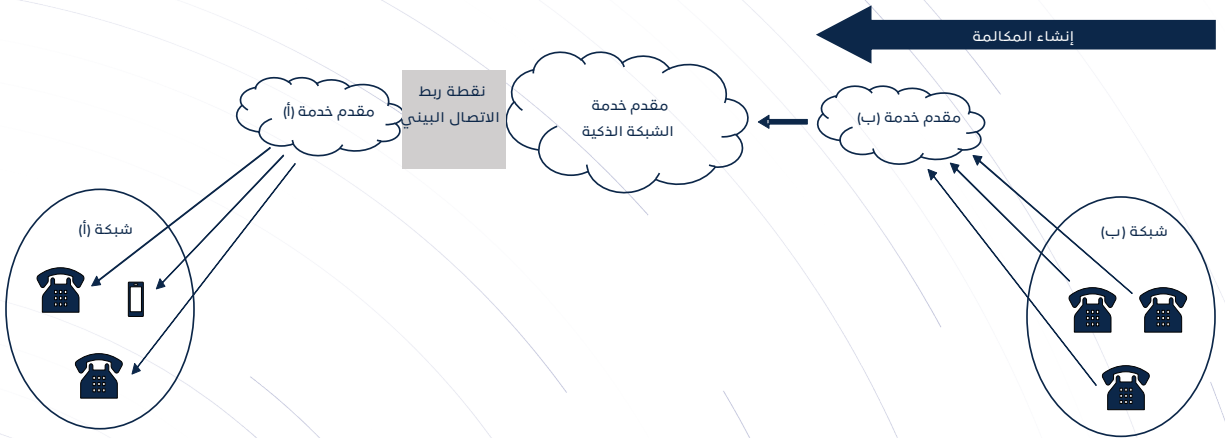 إنشاء المكالمة
مقدم خدمة (ب)
مقدم خدمة
الشبكة الذكية
نقطة ربط
الاتصال البيني
مقدم خدمة (أ)
شبكة (ب)
شبكة (أ)